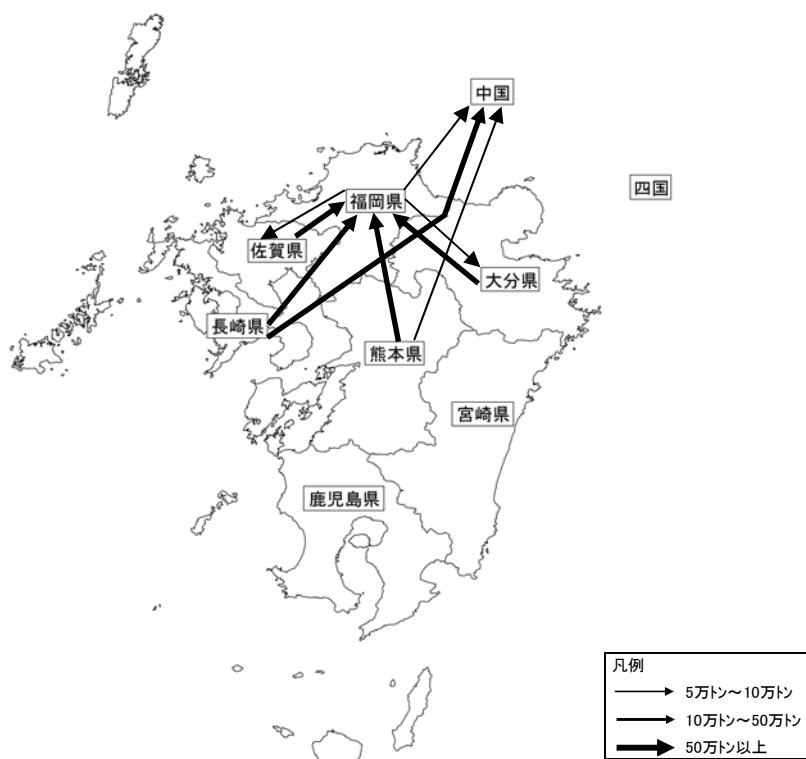 中国
四国
福岡県
佐賀県
大分県
長崎県
熊本県
宮崎県
鹿児島県
凡例
5万トン～10万トン
10万トン～50万トン
50万トン以上